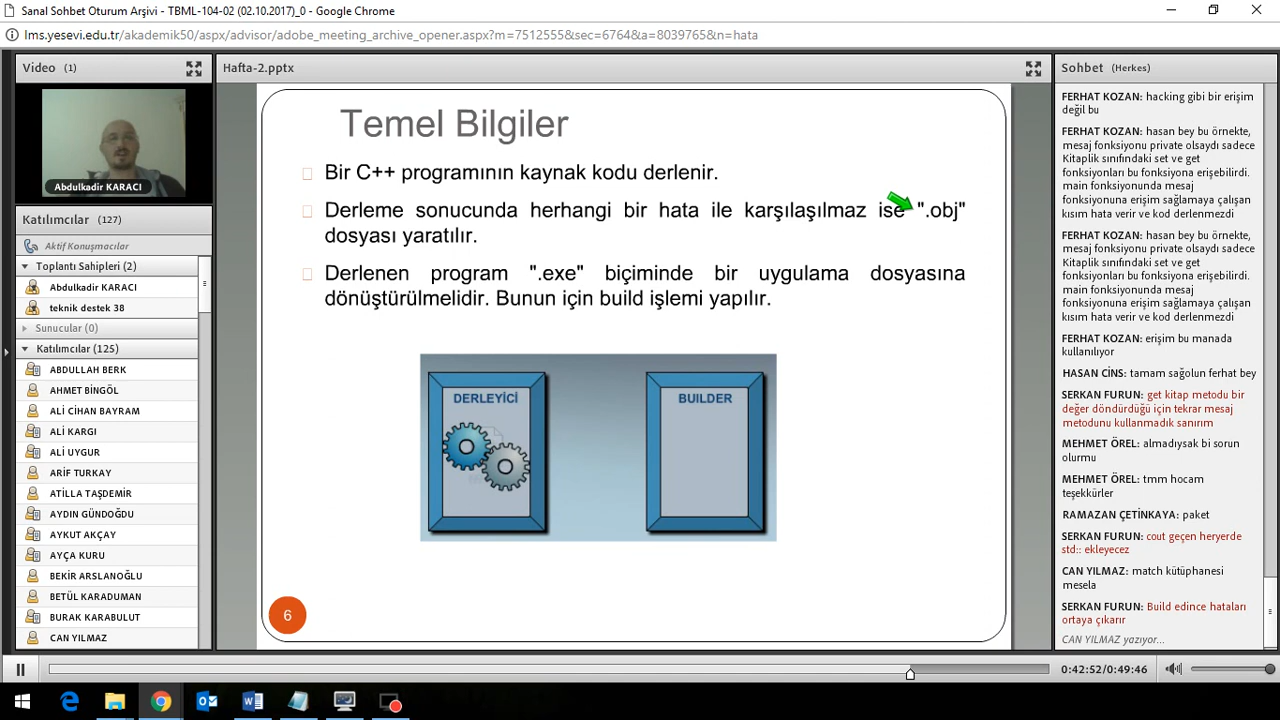 Sanal Sohbet Oturum Arşivi - TBML-104-02 (02.10.2017)_0 - Google Chrome
lms.yesevi.edu.tr/akademik50/aspx/advisor/adobe_meeting_archive_opener.aspx?m=7512555&sec=6764&a=8039765&n=hata
Video (1)
Abdulkadir KARACI
Katılımcılar (127)
Aktif Konuşmacılar
Toplantı Sahipleri (2)
Abdulkadir KARACI
teknik destek 38
Sunucular (0)
Katılımcılar (125)
ABDULLAH BERK
AHMET BİNGÖL
ALİ CİHAN BAYRAM
ALİ KARGI
ALİ UYGUR
ARİF TURKAY
ATİLLA TAŞDEMİR
AYDIN GÜNDOĞDU
AYKUT AKÇAY
AYÇA KURU
BEKİR ARSLANOĞLU
BETÜL KARADUMAN
BURAK KARABULUT
CAN YILMAZ
Hafta-2.pptx
Temel Bilgiler
Bir C++ programının kaynak kodu derlenir.
Derleme sonucunda herhangi bir hata ile karşılaşılmaz ise ".obj"
dosyası yaratılır.
Derlenen program ".exe" biçiminde bir uygulama dosyasına
dönüştürülmelidir. Bunun için build işlemi yapılır.
DERLEYİCİ
BUILDER
6
Sohbet (Herkes)
FERHAT KOZAN: hacking gibi bir erişim
değil bu
FERHAT KOZAN: hasan bey bu örnekte,
mesaj fonksiyonu private olsaydı sadece
Kitaplik sınıfındaki set ve get
fonksiyonları bu fonksiyona erişebilirdi.
main fonksiyonunda mesaj
fonksiyonuna erişim sağlamaya çalışan
kısım hata verir ve kod derlenmezdi
FERHAT KOZAN: hasan bey bu örnekte,
mesaj fonksiyonu private olsaydı sadece
Kitaplik sınıfındaki set ve get
fonksiyonları bu fonksiyona erişebilirdi.
main fonksiyonunda mesaj
fonksiyonuna erişim sağlamaya çalışan
kısım hata verir ve kod derlenmezdi
FERHAT KOZAN: erişim bu manada
kullanılıyor
HASAN CİNS: tamam sağolun ferhat bey
SERKAN FURUN: get kitap metodu bir
değer döndürdüğü için tekrar mesaj
metodunu kullanmadık sanırım
MEHMET ÖREL: almadıysak bi sorun
olurmu
MEHMET ÖREL: tmm hocam
teşekkürler
RAMAZAN ÇETİNKAYA: paket
SERKAN FURUN: cout geçen heryerde
std:: ekleyecez
CAN YILMAZ: match kütüphanesi
mesela
SERKAN FURUN: Build edince hataları
ortaya çıkarır
CAN YILMAZ yazıyor...
0:42:52/0:49:46